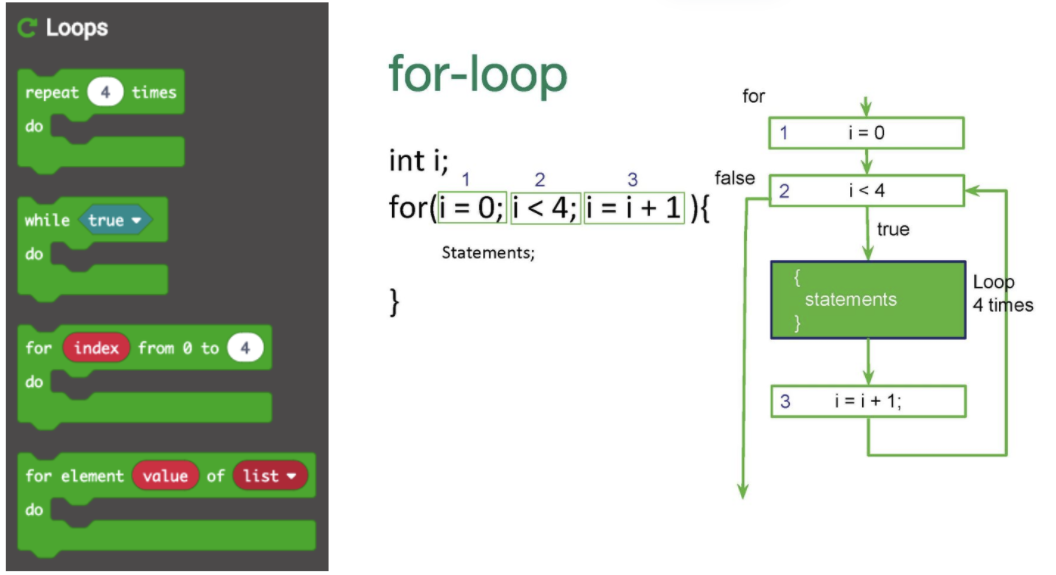 Loops
repeat 4 times
do
while true
do
for index from 0 to 4
do
for element value of list
do
for-loop
int i;
1 2 3
for(i = 0; i < 4; i = i + 1 ){
Statements;
}
for
1 i = 0
false
2 i < 4
true
{
statements
}
Loop
4 times
3 i = i + 1;